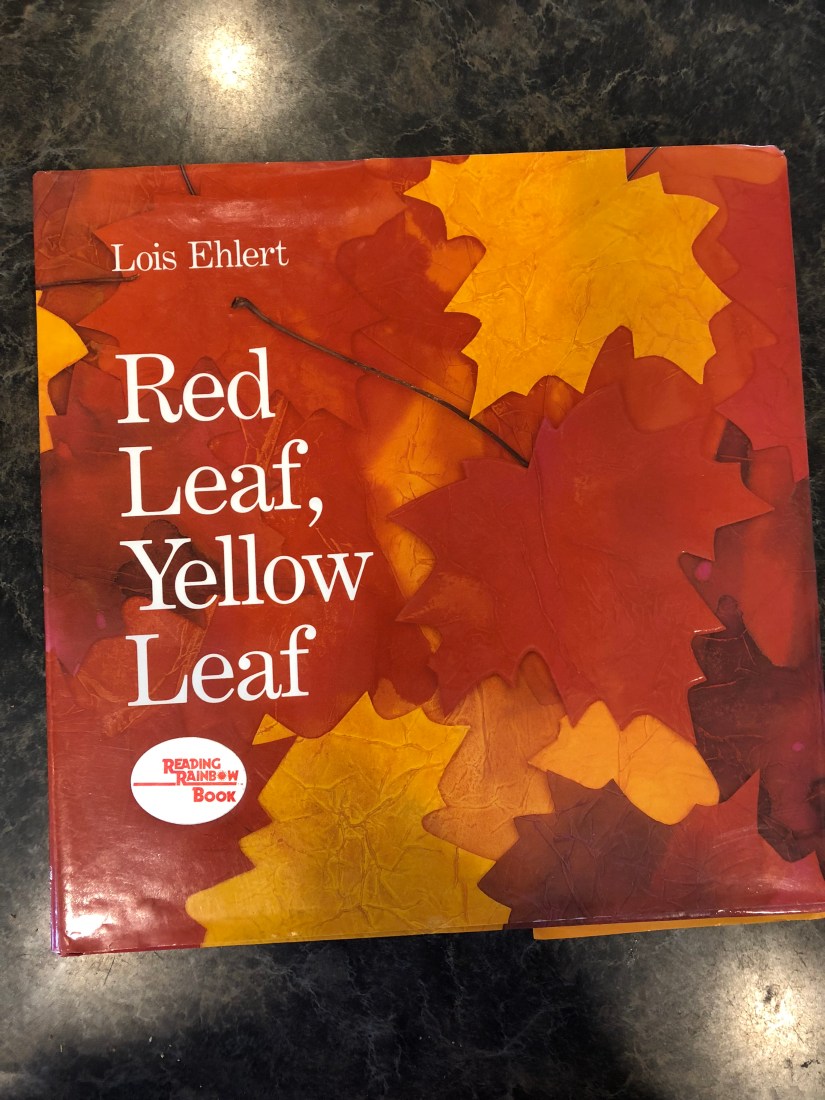 Lois Ehlert
Red
Leaf,
Yellow
Leaf
READING
RAINBOW
BOOK